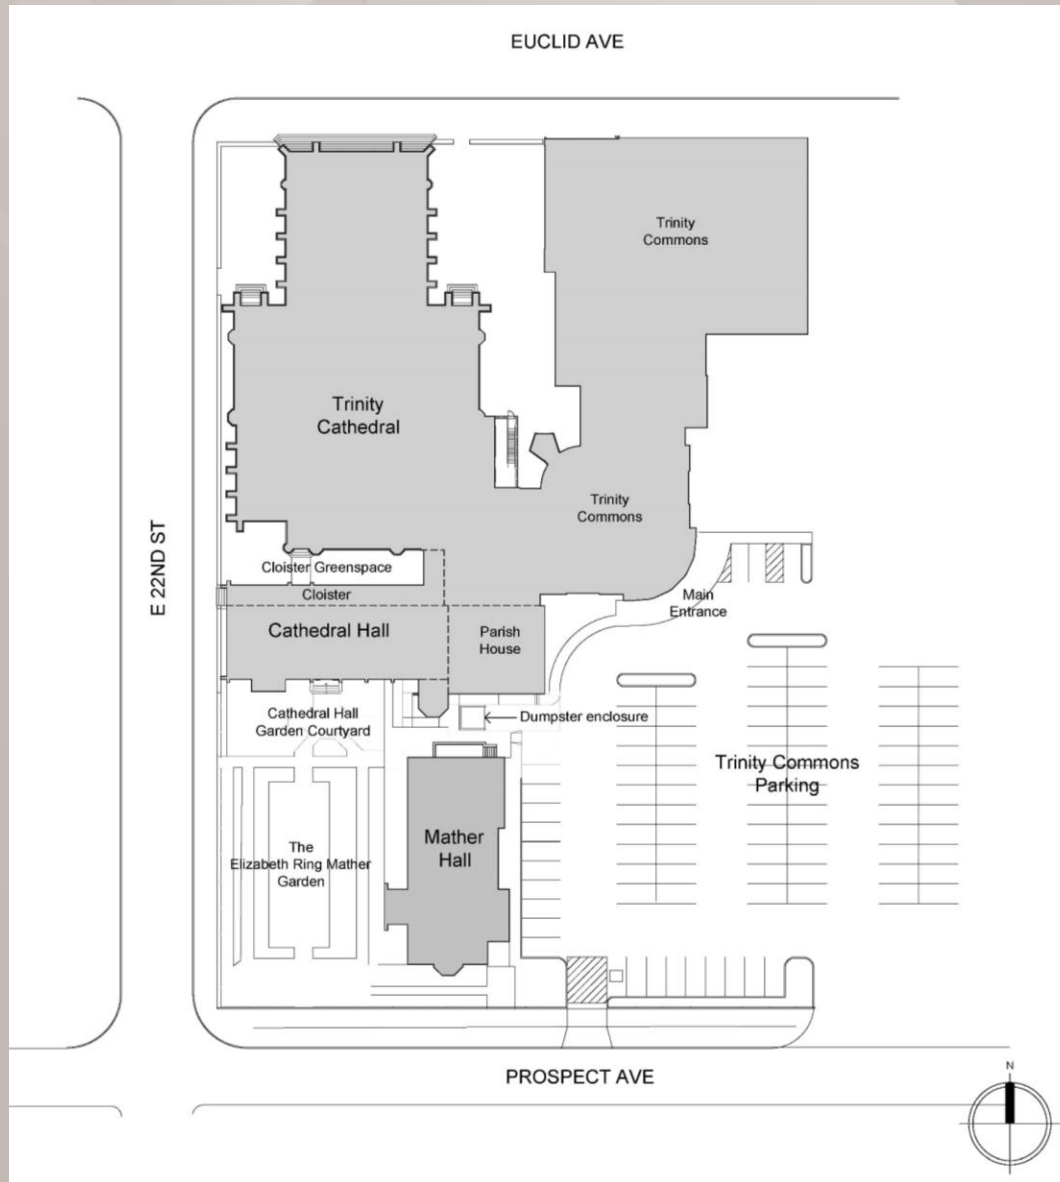 EUCLID AVE
Trinity
Commons
Trinity
Cathedral
Trinity
Commons
E 22ND ST
Cloister Greenspace
Cloister
Main
Entrance
Cathedral Hall
Parish
House
Cathedral Hall
Garden Courtyard
Dumpster enclosure
Trinity Commons
Parking
Mather
Hall
The
Elizabeth Ring Mather
Garden
PROSPECT AVE
N